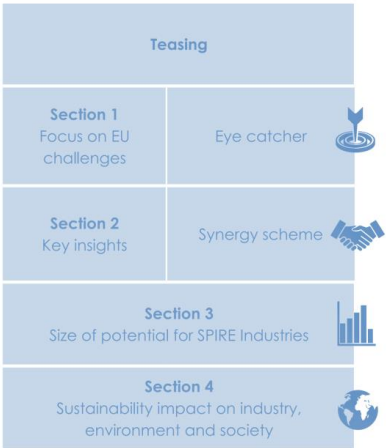 Teasing
Section 1
Focus on EU
challenges
Eye catcher
Section 2
Key insights
Synergy scheme
Section 3
Size of potential for SPIRE Industries
Section 4
Sustainability impact on industry,
environment and society